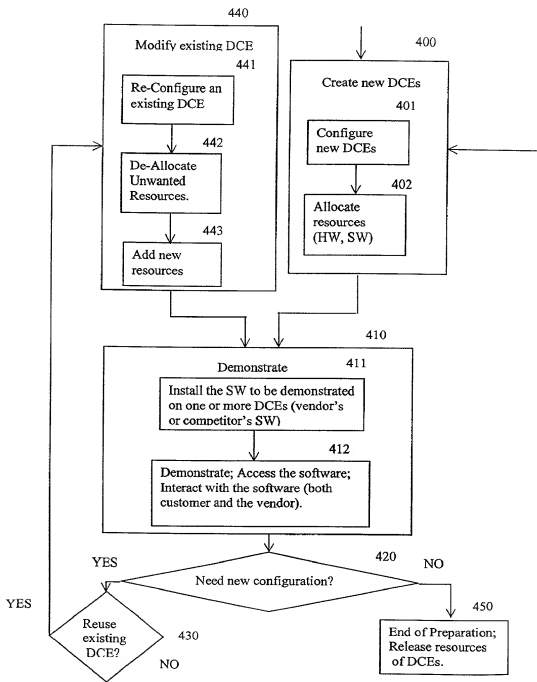 440
Modify existing DCE
441
Re-Configure an
existing DCE
442
De-Allocate
Unwanted
Resources.
443
Add new
resources
400
Create new DCEs
401
Configure
new DCEs
402
Allocate
resources
(HW, SW)
410
Demonstrate
411
Install the SW to be demonstrated
on one or more DCEs (vendor's
or competitor's SW)
412
Demonstrate; Access the software;
Interact with the software (both
customer and the vendor).
420
YES
Need new configuration?
NO
YES
Reuse
existing
DCE?
430
NO
450
End of Preparation;
Release resources
of DCEs.